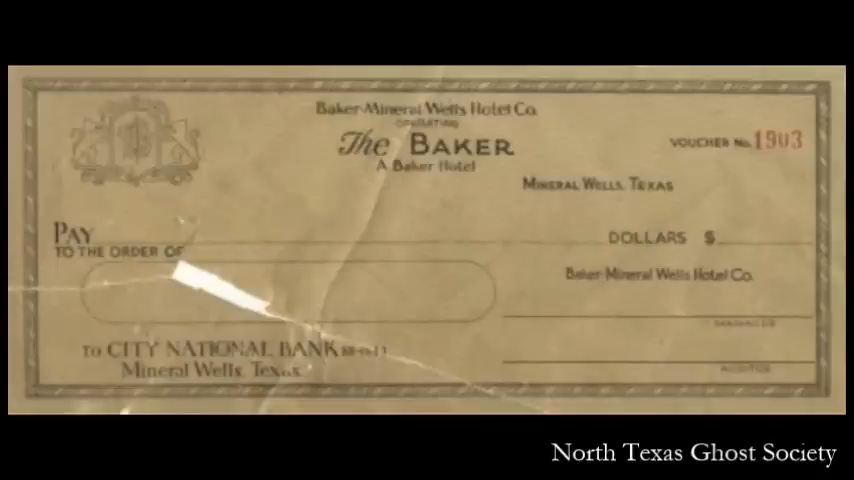 Baker-Mineral Wells Hotel Co.
OPERATING
The BAKER
A Baker Hotel
VOUCHER No. 1903
MINERAL WELLS, TEXAS
PAY
TO THE ORDER OF
DOLLARS $
Baker-Mineral Wells Hotel Co.
MANAGER
TO CITY NATIONAL BANK
Mineral Wells, Texas.
AUDITOR
North Texas Ghost Society